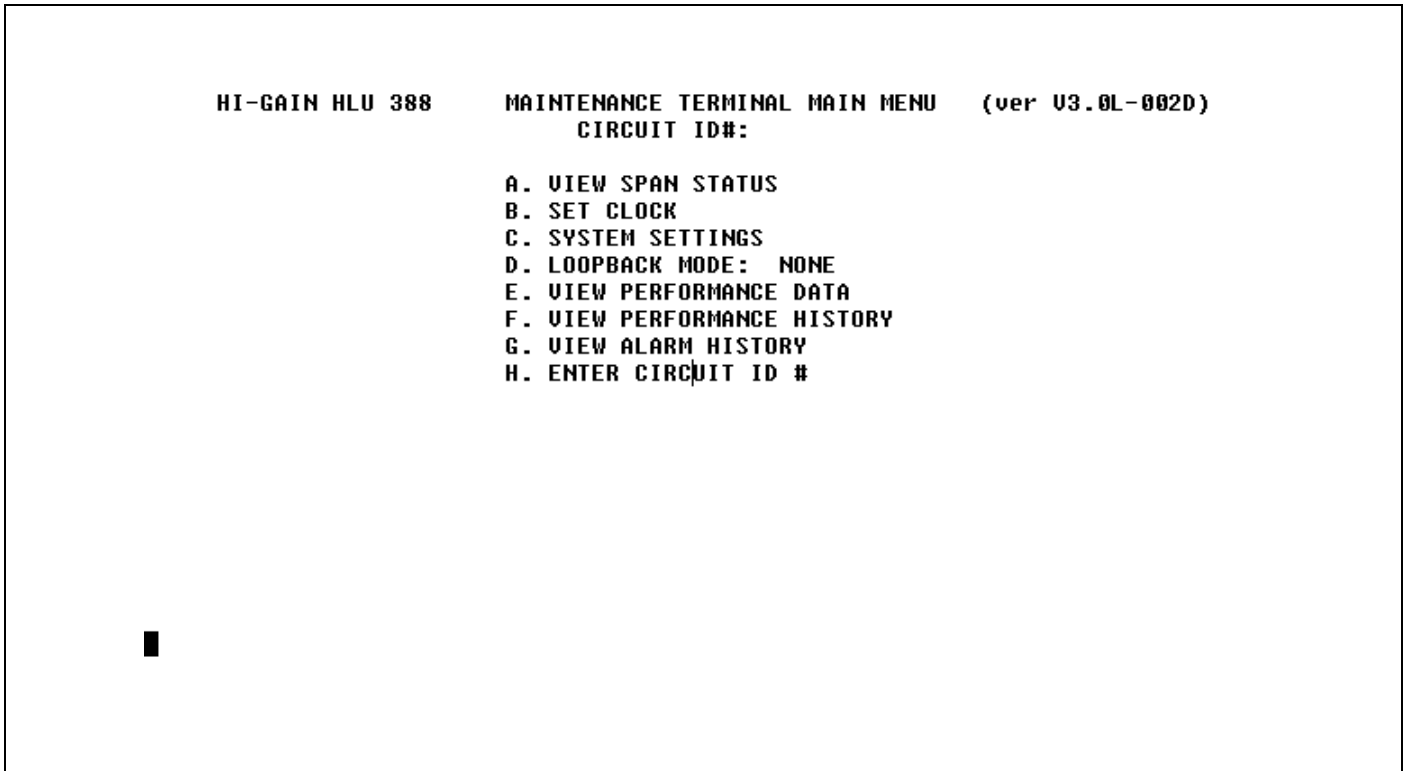 HI-GAIN HLU 388 MAINTENANCE TERMINAL MAIN MENU (ver V3.0L-002D)
CIRCUIT ID#:
A. VIEW SPAN STATUS
B. SET CLOCK
C. SYSTEM SETTINGS
D. LOOPBACK MODE: NONE
E. VIEW PERFORMANCE DATA
F. VIEW PERFORMANCE HISTORY
G. VIEW ALARM HISTORY
H. ENTER CIRCUIT ID #